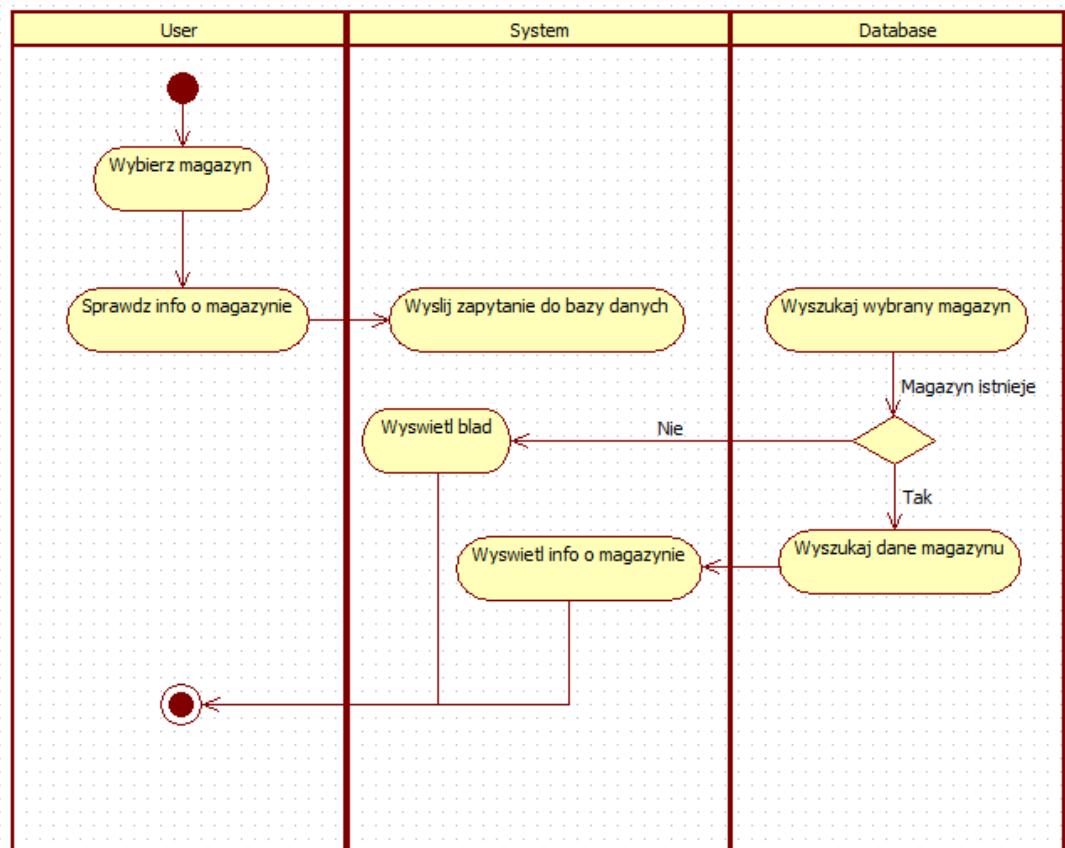 User
System
Database
Wybierz magazyn
Sprawdz info o magazynie
Wyslij zapytanie do bazy danych
Wyszukaj wybrany magazyn
Magazyn istnieje
Wyswietl blad
Nie
Tak
Wyswietl info o magazynie
Wyszukaj dane magazynu